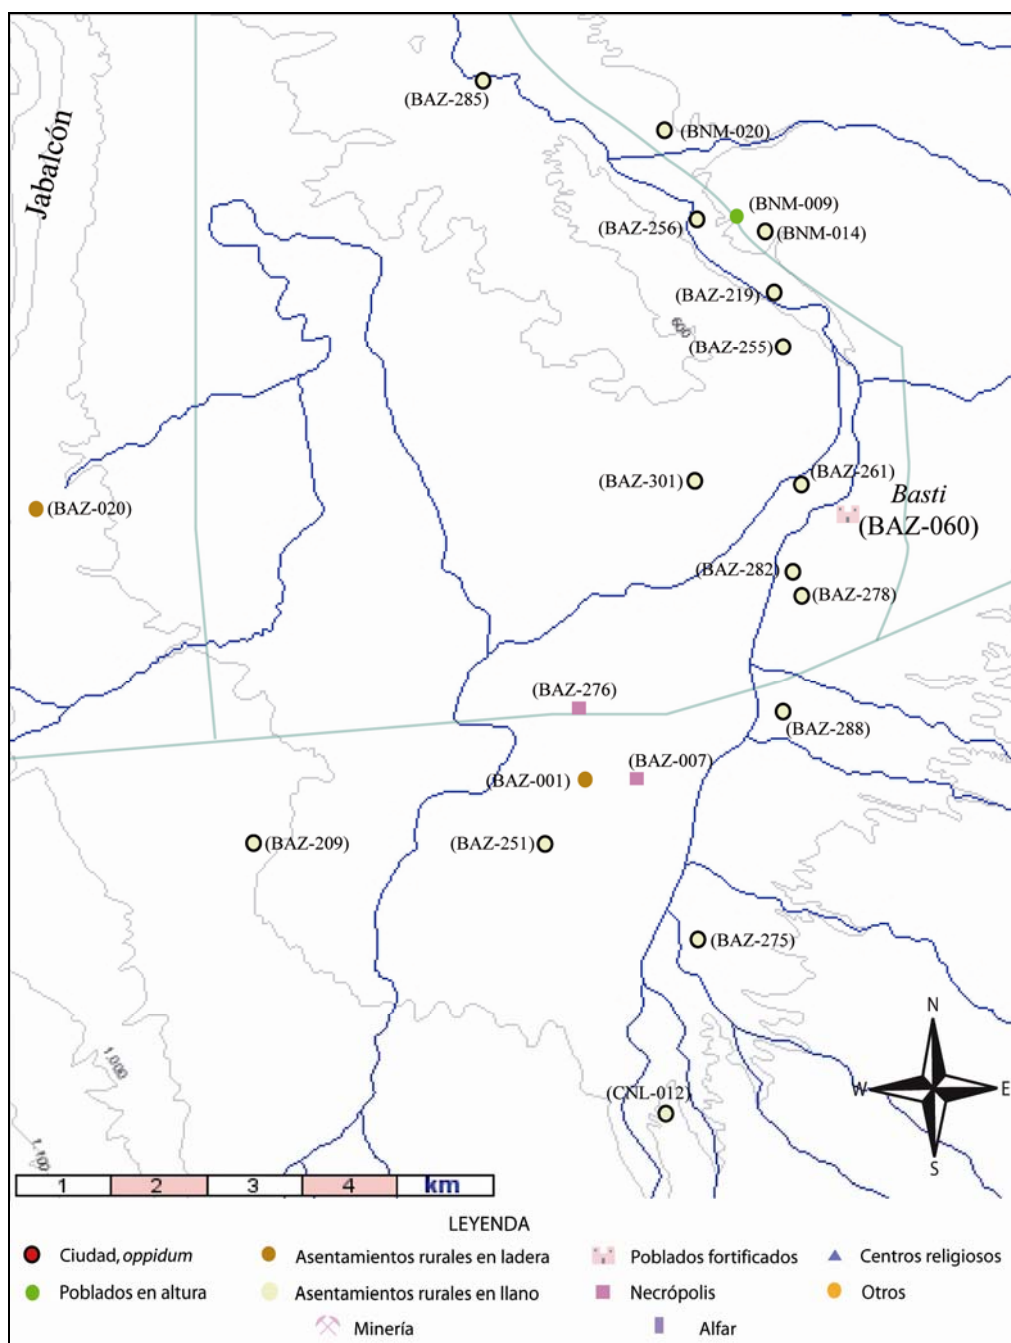 (BAZ-285)
(BNM-020)
Jabalcón
(BNM-009)
(BAZ-256)
(BNM-014)
(BAZ-219)
600
(BAZ-255)
(BAZ-261)
(BAZ-301)
Basti
(BAZ-060)
(BAZ-020)
(BAZ-282)
(BAZ-278)
(BAZ-276)
(BAZ-288)
(BAZ-007)
(BAZ-001)
(BAZ-209)
(BAZ-251)
(BAZ-275)
N
1.000
W
E
(CNL-012)
1.100
S
1 2 3 4 km
LEYENDA
Ciudad, oppidum
Asentamientos rurales en ladera
Poblados fortificados
Centros religiosos
Poblados en altura
Asentamientos rurales en llano
Necrópolis
Otros
Minería
Alfar